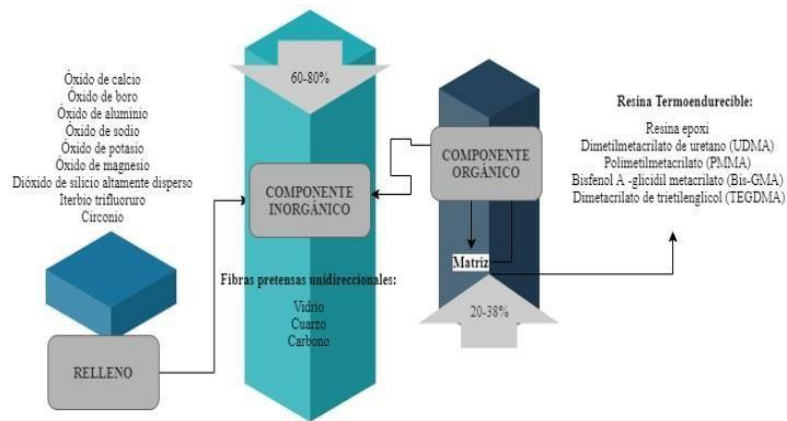 Óxido de calcio
Óxido de boro
Óxido de aluminio
Óxido de sodio
Óxido de potasio
Óxido de magnesio
Dióxido de silicio altamente disperso
Iterbio trifluoruro
Circonio
RELLENO
60-80%
COMPONENTE
INORGÁNICO
Fibras pretensas unidireccionales:
Vidrio
Cuarzo
Carbono
COMPONENTE
ORGÁNICO
Matriz
20-38%
Resina Termoendurecible:
Resina epoxi
Dimetilmetacrilato de uretano (UDMA)
Polimetilmetacrilato (PMMA)
Bisfenol A -glicidil metacrilato (Bis-GMA)
Dimetacrilato de trietilenglicol (TEGDMA)